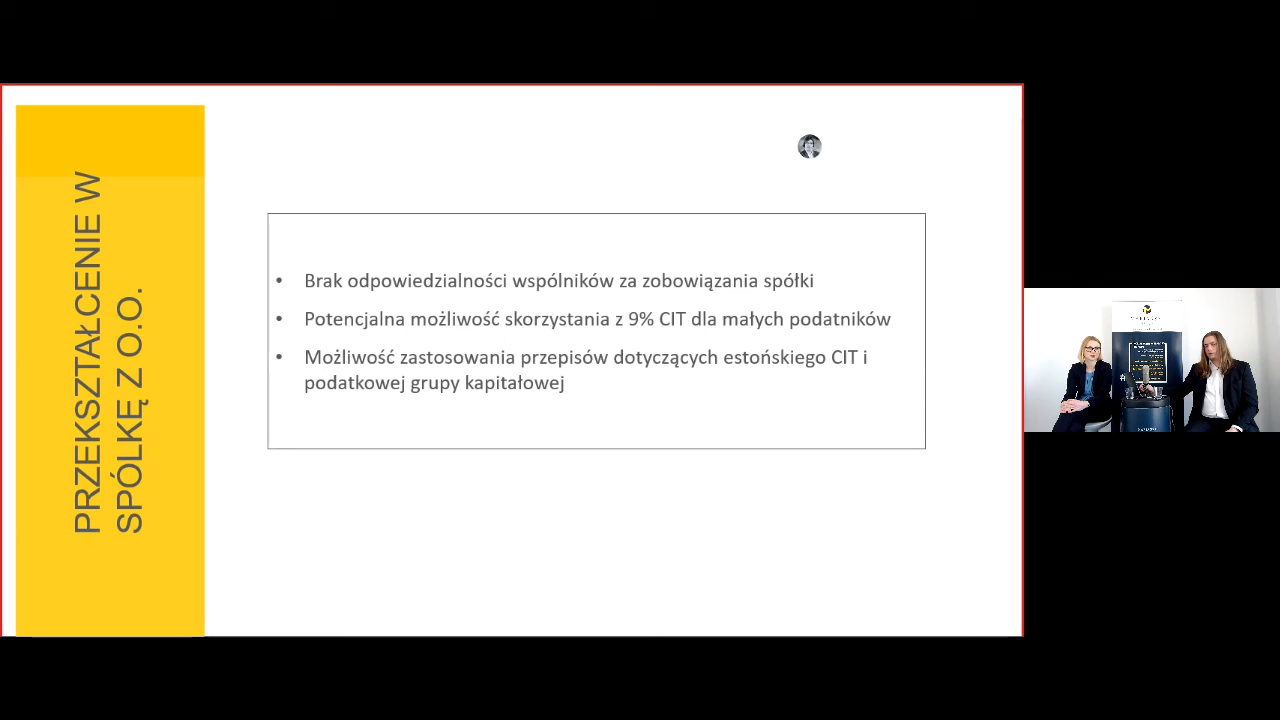 PRZEKSZTAŁCENIE W
SPÓLKĘ Z O.O.
• Brak odpowiedzialności wspólników za zobowiązania spółki
• Potencjalna możliwość skorzystania z 9% CIT dla małych podatników
• Możliwość zastosowania przepisów dotyczących estońskiego CIT i
podatkowej grupy kapitałowej